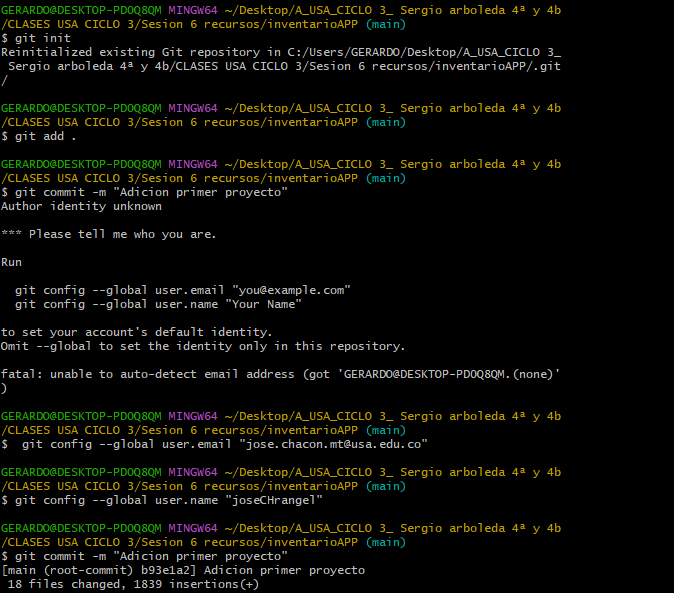 GERARDO@DESKTOP-PDOQ8QM MINGW64 ~/Desktop/A_USA_CICLO 3_ Sergio arboleda 4ª y 4b
/CLASES USA CICLO 3/Sesion 6 recursos/inventarioAPP (main)
$ git init
Reinitialized existing Git repository in C:/Users/GERARDO/Desktop/A_USA_CICLO 3_
 Sergio arboleda 4ª y 4b/CLASES USA CICLO 3/Sesion 6 recursos/inventarioAPP/.git
/
GERARDO@DESKTOP-PDOQ8QM MINGW64 ~/Desktop/A_USA_CICLO 3_ Sergio arboleda 4ª y 4b
/CLASES USA CICLO 3/Sesion 6 recursos/inventarioAPP (main)
$ git add .
GERARDO@DESKTOP-PDOQ8QM MINGW64 ~/Desktop/A_USA_CICLO 3_ Sergio arboleda 4ª y 4b
/CLASES USA CICLO 3/Sesion 6 recursos/inventarioAPP (main)
$ git commit -m "Adicion primer proyecto"
Author identity unknown
*** Please tell me who you are.
Run
  git config --global user.email "you@example.com"
  git config --global user.name "Your Name"
to set your account's default identity.
Omit --global to set the identity only in this repository.
fatal: unable to auto-detect email address (got 'GERARDO@DESKTOP-PDOQ8QM.(none)'
)
GERARDO@DESKTOP-PDOQ8QM MINGW64 ~/Desktop/A_USA_CICLO 3_ Sergio arboleda 4ª y 4b
/CLASES USA CICLO 3/Sesion 6 recursos/inventarioAPP (main)
$  git config --global user.email "jose.chacon.mt@usa.edu.co"
GERARDO@DESKTOP-PDOQ8QM MINGW64 ~/Desktop/A_USA_CICLO 3_ Sergio arboleda 4ª y 4b
/CLASES USA CICLO 3/Sesion 6 recursos/inventarioAPP (main)
$ git config --global user.name "joseCHrangel"
GERARDO@DESKTOP-PDOQ8QM MINGW64 ~/Desktop/A_USA_CICLO 3_ Sergio arboleda 4ª y 4b
/CLASES USA CICLO 3/Sesion 6 recursos/inventarioAPP (main)
$ git commit -m "Adicion primer proyecto"
[main (root-commit) b93e1a2] Adicion primer proyecto
 18 files changed, 1839 insertions(+)